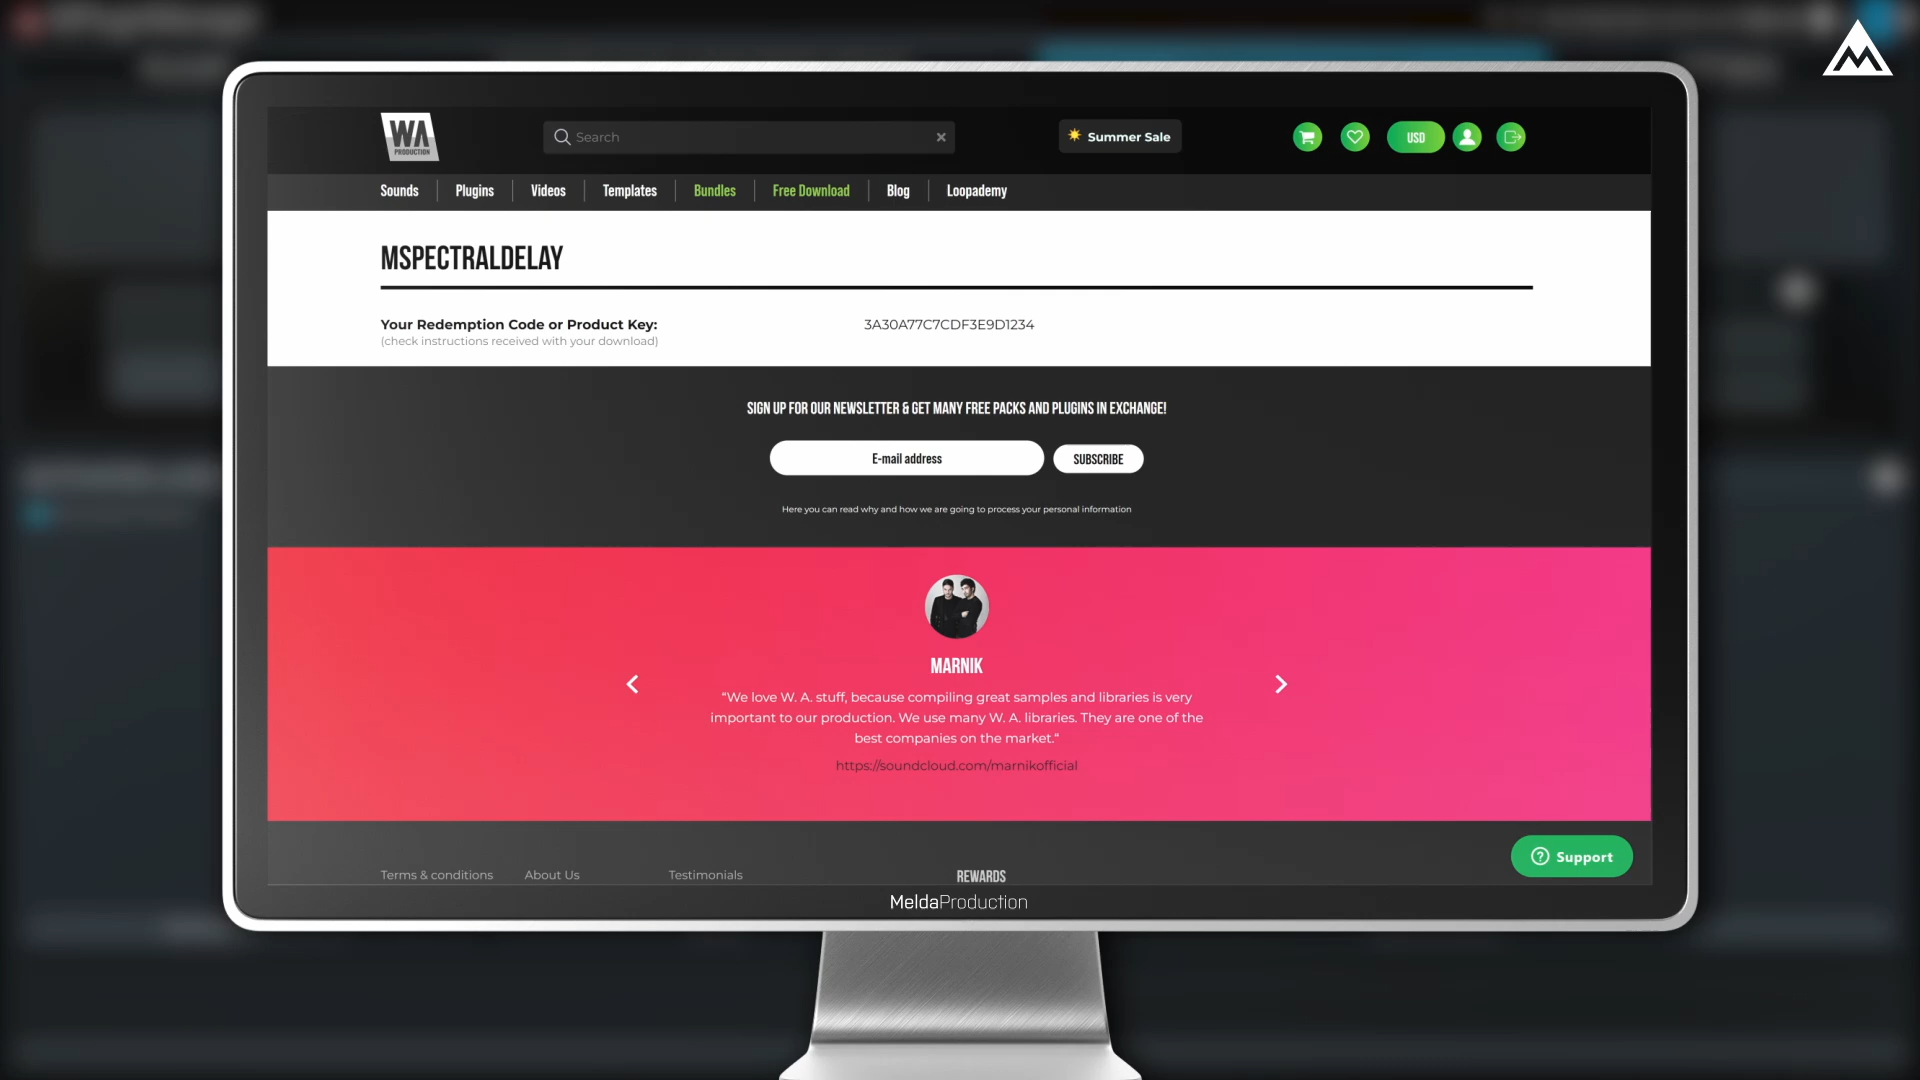 WA
PRODUCTION
Search
Summer Sale
USD
Sounds
Plugins
Videos
Templates
Bundles
Free Download
Blog
Loopademy
MSPECTRALDELAY
Your Redemption Code or Product Key:
3A30A77C7CDF3E9D1234
(check instructions received with your download)
SIGN UP FOR OUR NEWSLETTER & GET MANY FREE PACKS AND PLUGINS IN EXCHANGE!
E-mail address
SUBSCRIBE
Here you can read why and how we are going to process your personal information
MARNIK
“We love W. A. stuff, because compiling great samples and libraries is very
important to our production. We use many W. A. libraries. They are one of the
best companies on the market.“
https://soundcloud.com/marnikofficial
Support
Terms & conditions
About Us
Testimonials
REWARDS
MeldaProduction